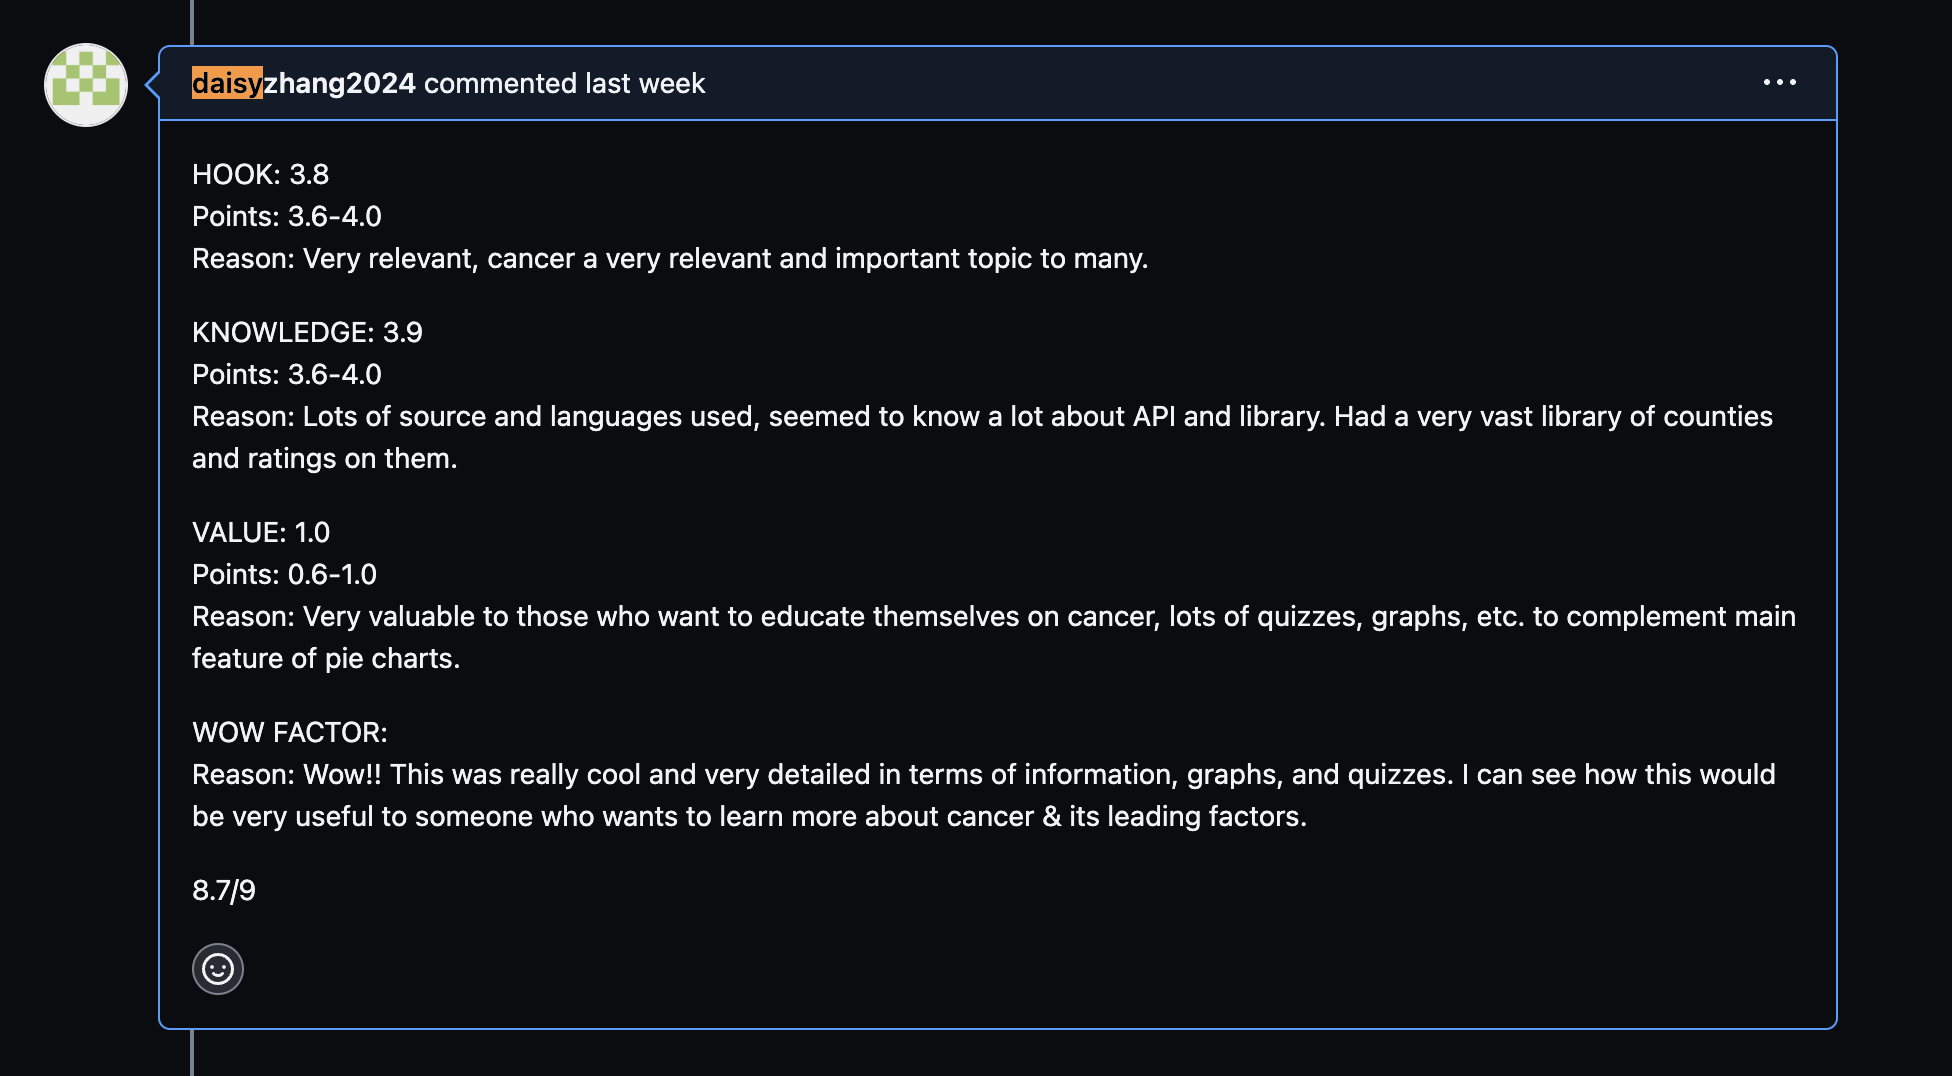 daisyzhang2024 commented last week
HOOK: 3.8
Points: 3.6-4.0
Reason: Very relevant, cancer a very relevant and important topic to many.
KNOWLEDGE: 3.9
Points: 3.6-4.0
Reason: Lots of source and languages used, seemed to know a lot about API and library. Had a very vast library of counties
and ratings on them.
VALUE: 1.0
Points: 0.6-1.0
Reason: Very valuable to those who want to educate themselves on cancer, lots of quizzes, graphs, etc. to complement main
feature of pie charts.
WOW FACTOR:
Reason: Wow!! This was really cool and very detailed in terms of information, graphs, and quizzes. I can see how this would
be very useful to someone who wants to learn more about cancer & its leading factors.
8.7/9